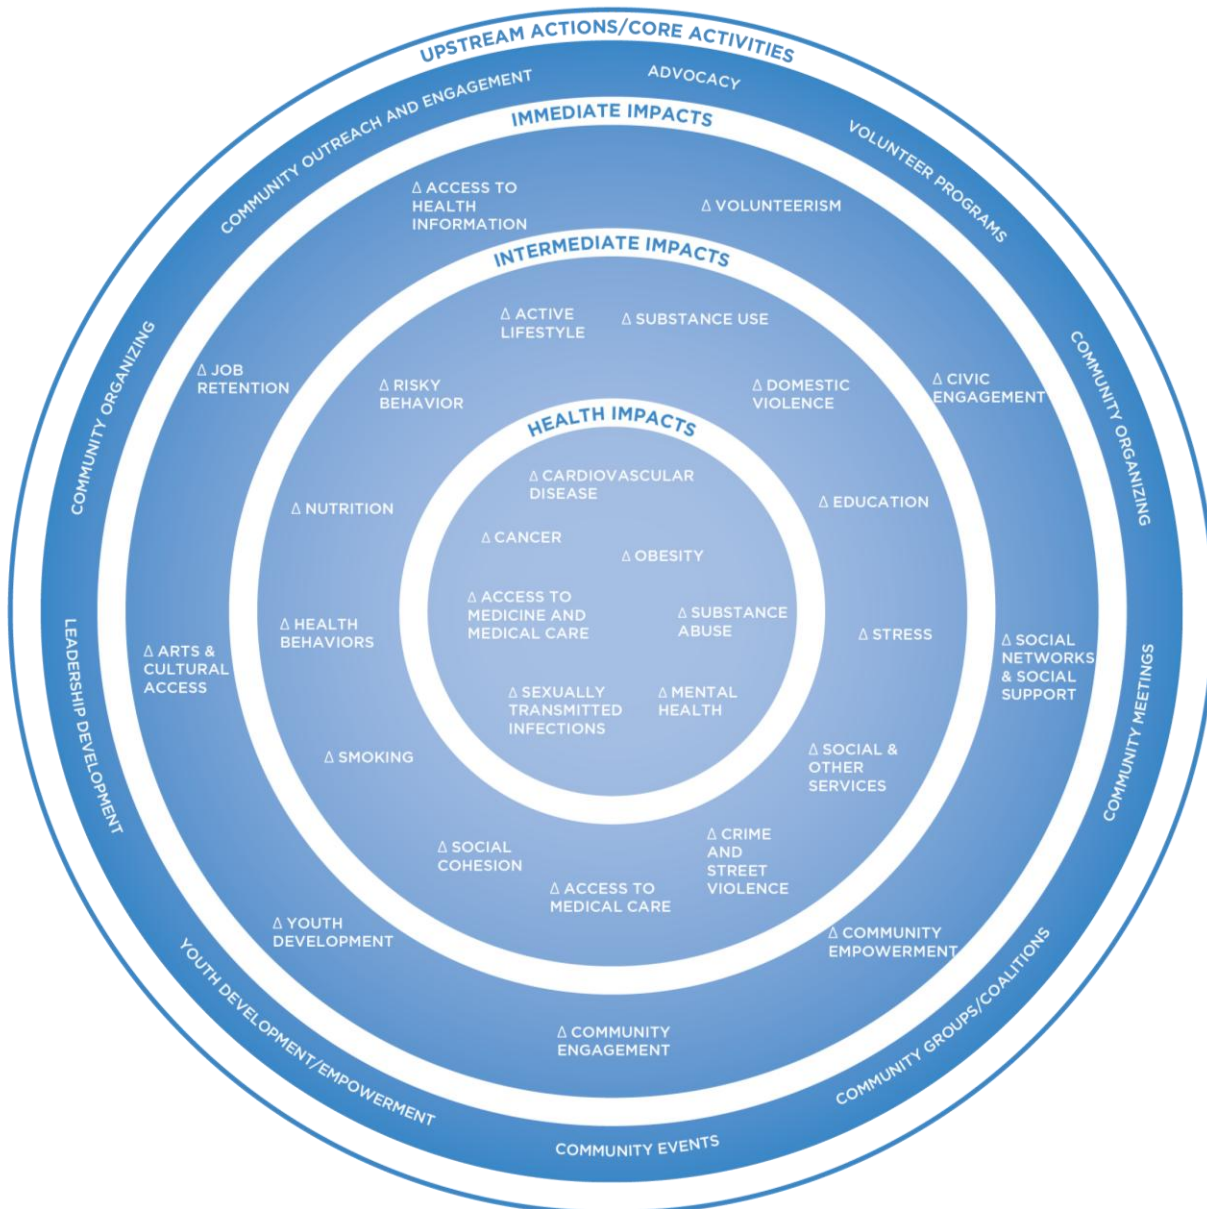 UPSTREAM ACTIONS/CORE ACTIVITIES
COMMUNITY OUTREACH AND ENGAGEMENT
ADVOCACY
VOLUNTEER PROGRAMS
COMMUNITY ORGANIZING
COMMUNITY MEETINGS
COMMUNITY GROUPS/COALITIONS
COMMUNITY EVENTS
YOUTH DEVELOPMENT/EMPOWERMENT
LEADERSHIP DEVELOPMENT
COMMUNITY ORGANIZING
IMMEDIATE IMPACTS
Δ ACCESS TO
HEALTH
INFORMATION
Δ VOLUNTEERISM
Δ CIVIC
ENGAGEMENT
Δ SOCIAL
NETWORKS
& SOCIAL
SUPPORT
Δ COMMUNITY
EMPOWERMENT
Δ COMMUNITY
ENGAGEMENT
Δ YOUTH
DEVELOPMENT
Δ ARTS &
CULTURAL
ACCESS
Δ JOB
RETENTION
INTERMEDIATE IMPACTS
Δ ACTIVE
LIFESTYLE
Δ SUBSTANCE USE
Δ DOMESTIC
VIOLENCE
Δ EDUCATION
Δ STRESS
Δ SOCIAL &
OTHER
SERVICES
Δ CRIME
AND
STREET
VIOLENCE
Δ ACCESS TO
MEDICAL CARE
Δ SOCIAL
COHESION
Δ SMOKING
Δ HEALTH
BEHAVIORS
Δ NUTRITION
Δ RISKY
BEHAVIOR
HEALTH IMPACTS
Δ CARDIOVASCULAR
DISEASE
Δ CANCER
Δ OBESITY
Δ ACCESS TO
MEDICINE AND
MEDICAL CARE
Δ SUBSTANCE
ABUSE
Δ SEXUALLY
TRANSMITTED
INFECTIONS
Δ MENTAL
HEALTH